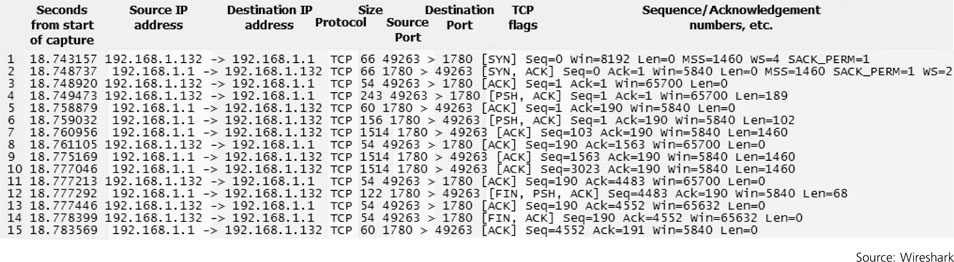 Seconds from start of capture Source IP address Destination IP address Protocol Size Source Port Destination Port TCP flags Sequence/Acknowledgement numbers, etc.
1 18.743157 192.168.1.132 -> 192.168.1.1 TCP 66 49263 > 1780 [SYN] Seq=0 Win=8192 Len=0 MSS=1460 WS=4 SACK_PERM=1
2 18.748737 192.168.1.1 -> 192.168.1.132 TCP 66 1780 > 49263 [SYN, ACK] Seq=0 Ack=1 Win=5840 Len=0 MSS=1460 SACK_PERM=1 WS=2
3 18.748920 192.168.1.132 -> 192.168.1.1 TCP 54 49263 > 1780 [ACK] Seq=1 Ack=1 Win=65700 Len=0
4 18.749473 192.168.1.132 -> 192.168.1.1 TCP 243 49263 > 1780 [PSH, ACK] Seq=1 Ack=1 Win=65700 Len=189
5 18.758879 192.168.1.1 -> 192.168.1.132 TCP 60 1780 > 49263 [ACK] Seq=1 Ack=190 Win=5840 Len=0
6 18.759032 192.168.1.1 -> 192.168.1.132 TCP 156 1780 > 49263 [PSH, ACK] Seq=1 Ack=190 Win=5840 Len=102
7 18.760956 192.168.1.1 -> 192.168.1.132 TCP 1514 1780 > 49263 [ACK] Seq=103 Ack=190 Win=5840 Len=1460
8 18.761105 192.168.1.132 -> 192.168.1.1 TCP 54 49263 > 1780 [ACK] Seq=190 Ack=1563 Win=65700 Len=0
9 18.775169 192.168.1.1 -> 192.168.1.132 TCP 1514 1780 > 49263 [ACK] Seq=1563 Ack=190 Win=5840 Len=1460
10 18.777046 192.168.1.1 -> 192.168.1.132 TCP 1514 1780 > 49263 [ACK] Seq=3023 Ack=190 Win=5840 Len=1460
11 18.777213 192.168.1.132 -> 192.168.1.1 TCP 54 49263 > 1780 [ACK] Seq=190 Ack=4483 Win=65700 Len=0
12 18.777292 192.168.1.1 -> 192.168.1.132 TCP 122 1780 > 49263 [FIN, PSH, ACK] Seq=4483 Ack=190 Win=5840 Len=68
13 18.777446 192.168.1.132 -> 192.168.1.1 TCP 54 49263 > 1780 [ACK] Seq=190 Ack=4552 Win=65632 Len=0
14 18.778399 192.168.1.132 -> 192.168.1.1 TCP 54 49263 > 1780 [FIN, ACK] Seq=190 Ack=4552 Win=65632 Len=0
15 18.783569 192.168.1.1 -> 192.168.1.132 TCP 60 1780 > 49263 [ACK] Seq=4552 Ack=191 Win=5840 Len=0
Source: Wireshark